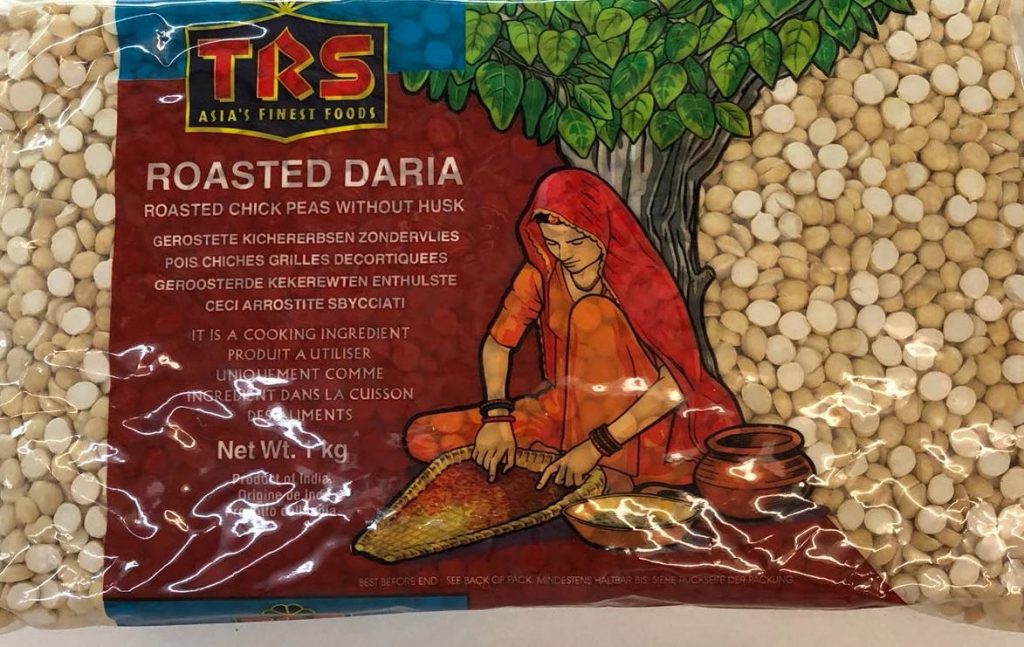 TRS
ASIA'S FINEST FOODS
ROASTED DARIA
ROASTED CHICK PEAS WITHOUT HUSK
GEROSTETE KICHERERBSEN ZONDERVLIES
POIS CHICHES GRILLES DECORTIQUEES
GEROOSTERDE KEKEREWTEN ENTHULSTE
CECI ARROSTITE SBYCCIATI
IT IS A COOKING INGREDIENT
PRODUIT A UTILISER
UNIQUEMENT COMME
INGREDIENT DANS LA CUISSON
DES ALIMENTS
Net Wt. 1 kg
Product of India
Origine de
BEST BEFORE END : SEE BACK OF PACK. MINDESTENS HALTBAR BIS: SIEHE RUCKSEITE DER PACKUNG